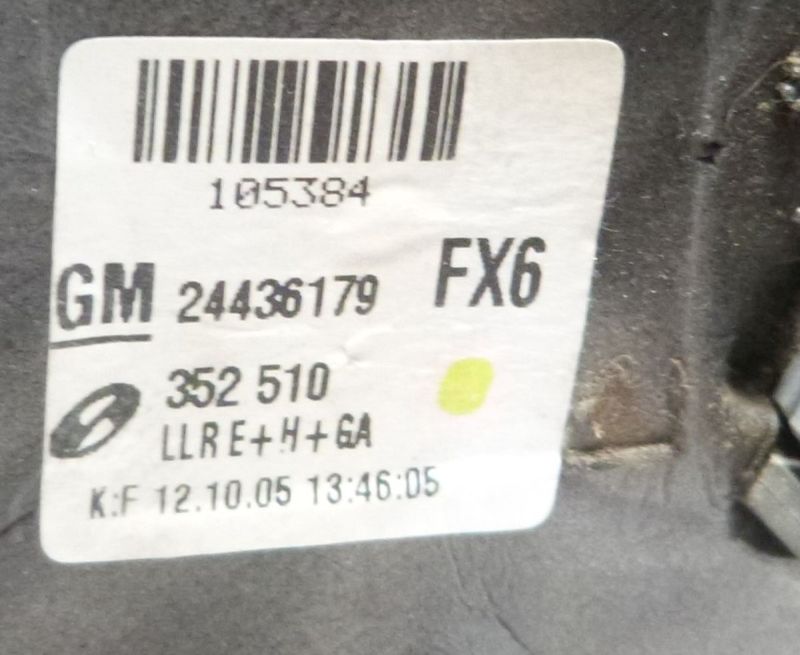 105384
GM 24436179 FX6
352 510
LLR E+H+GA
K:F 12.10.05 13:46:05